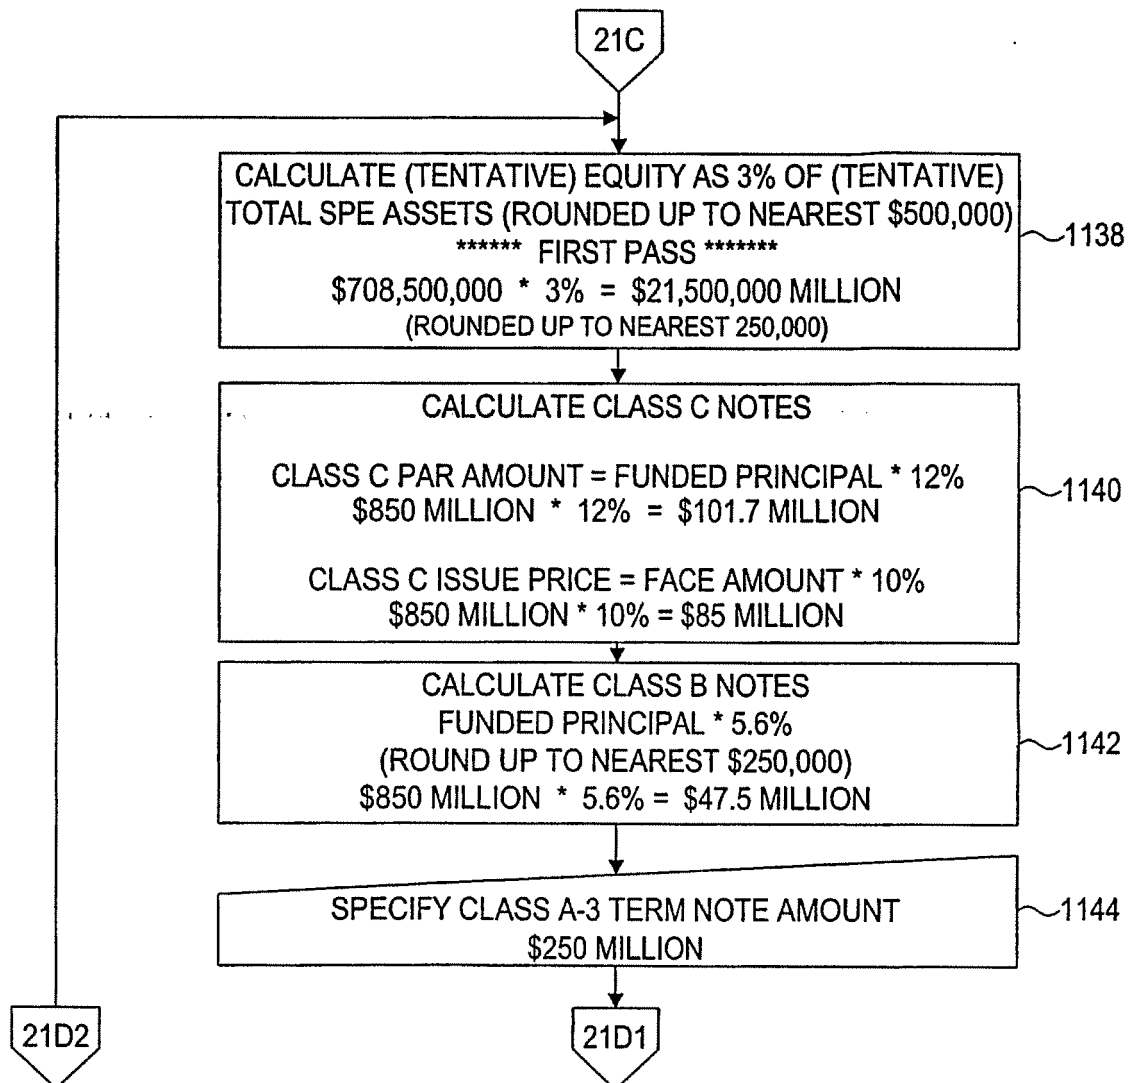 21C
CALCULATE (TENTATIVE) EQUITY AS 3% OF (TENTATIVE)
TOTAL SPE ASSETS (ROUNDED UP TO NEAREST $500,000)
****** FIRST PASS *******
$708,500,000 * 3% = $21,500,000 MILLION
(ROUNDED UP TO NEAREST 250,000)
1138
CALCULATE CLASS C NOTES
CLASS C PAR AMOUNT = FUNDED PRINCIPAL * 12%
$850 MILLION * 12% = $101.7 MILLION
CLASS C ISSUE PRICE = FACE AMOUNT * 10%
$850 MILLION * 10% = $85 MILLION
1140
CALCULATE CLASS B NOTES
FUNDED PRINCIPAL * 5.6%
(ROUND UP TO NEAREST $250,000)
$850 MILLION * 5.6% = $47.5 MILLION
1142
SPECIFY CLASS A-3 TERM NOTE AMOUNT
$250 MILLION
1144
21D2
21D1